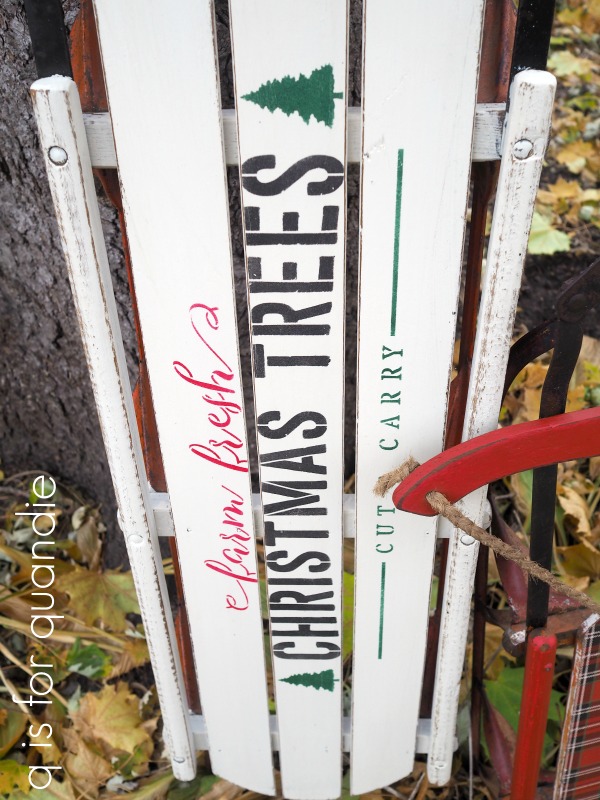 farm fresh
CHRISTMAS TREES
CUT CARRY
q is for quandie